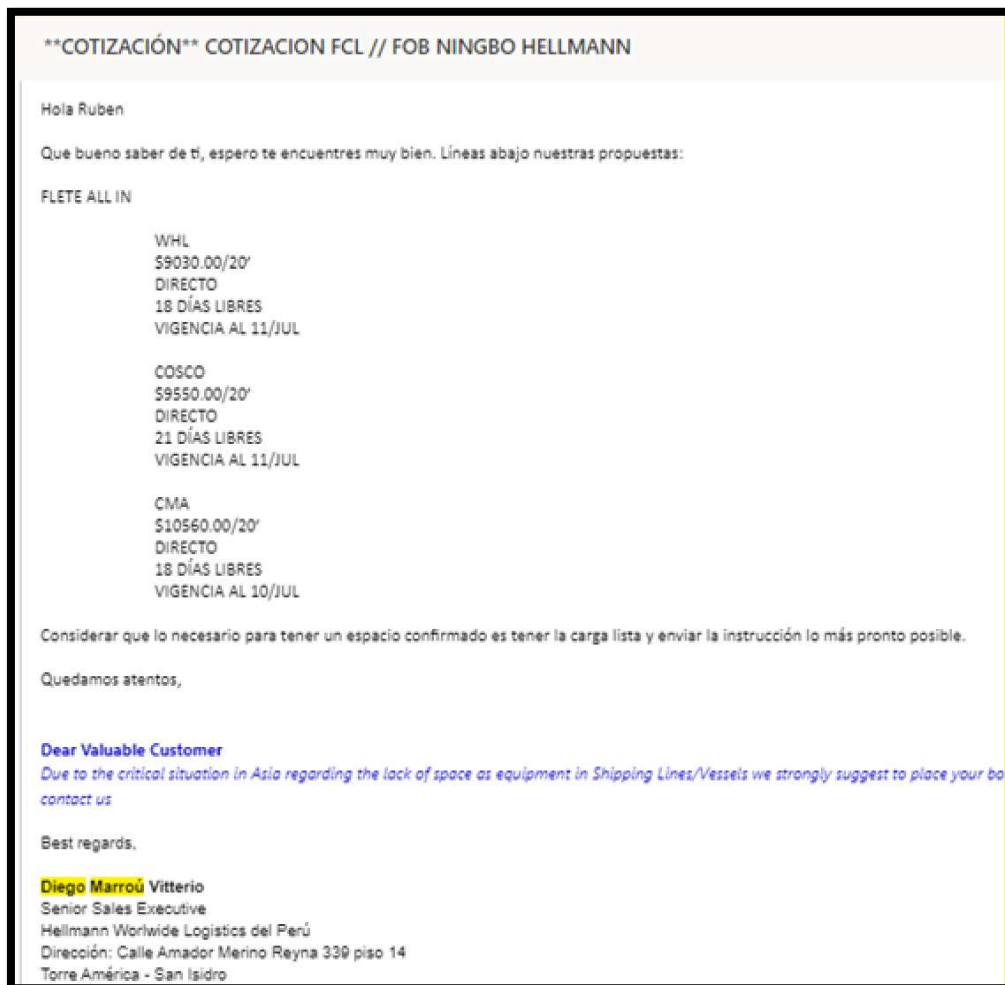 **COTIZACIÓN** COTIZACION FCL // FOB NINGBO HELLMANN
Hola Ruben
Que bueno saber de ti, espero te encuentres muy bien. Líneas abajo nuestras propuestas:
FLETE ALL IN
WHL
$9030.00/20'
DIRECTO
18 DÍAS LIBRES
VIGENCIA AL 11/JUL
COSCO
$9550.00/20'
DIRECTO
21 DÍAS LIBRES
VIGENCIA AL 11/JUL
CMA
$10560.00/20'
DIRECTO
18 DÍAS LIBRES
VIGENCIA AL 10/JUL
Considerar que lo necesario para tener un espacio confirmado es tener la carga lista y enviar la instrucción lo más pronto posible.
Quedamos atentos,
Dear Valuable Customer
Due to the critical situation in Asia regarding the lack of space as equipment in Shipping Lines/Vessels we strongly suggest to place your bo
contact us
Best regards,
Diego Marroú Vitterio
Senior Sales Executive
Hellmann Worlwide Logistics del Perú
Dirección: Calle Amador Merino Reyna 339 piso 14
Torre América - San Isidro